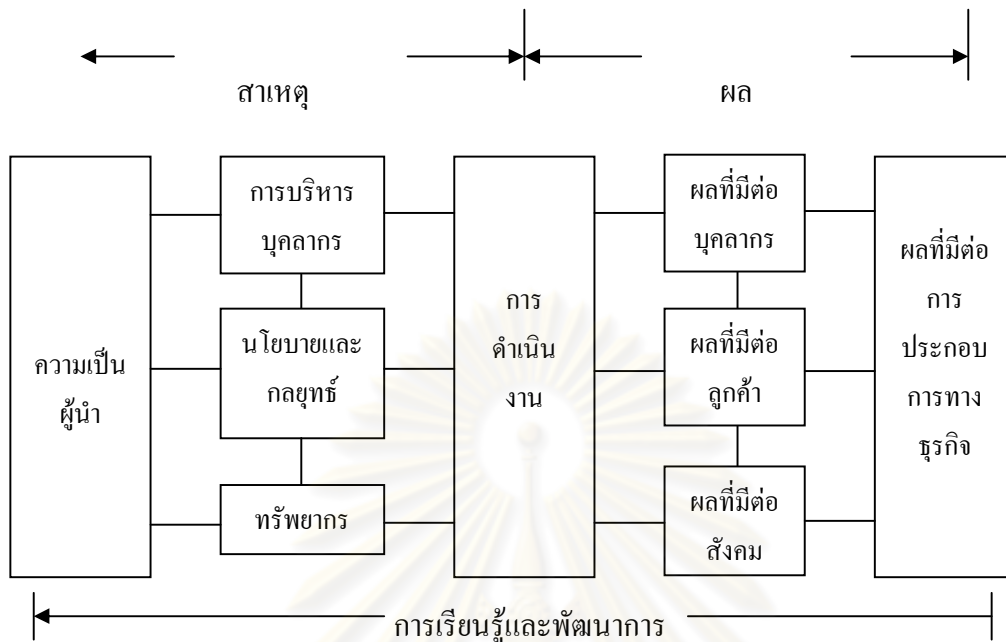 สาเหตุ
ผล
ความเป็น
ผู้นำ
การบริหาร
บุคลากร
นโยบายและ
กลยุทธ์
ทรัพยากร
การ
ดำเนิน
งาน
ผลที่มีต่อ
บุคลากร
ผลที่มีต่อ
ลูกค้า
ผลที่มีต่อ
สังคม
ผลที่มีต่อ
การ
ประกอบ
การทาง
ธุรกิจ
การเรียนรู้และพัฒนาการ